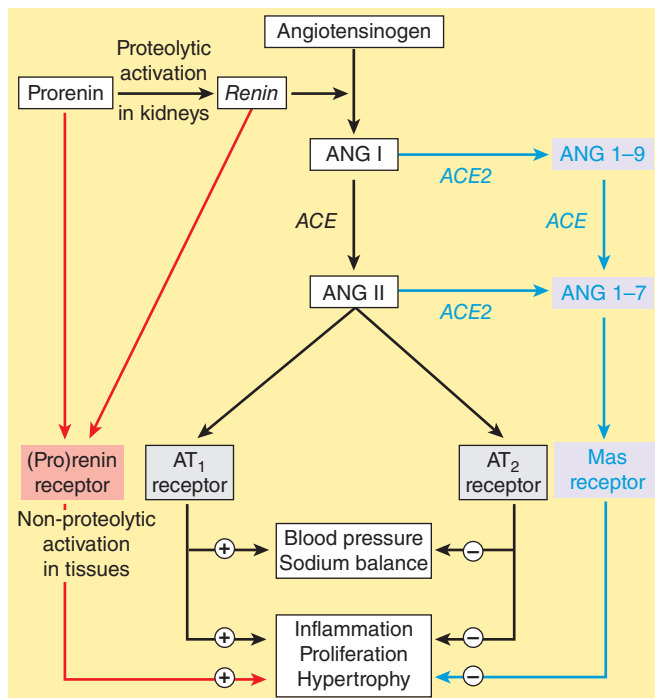 Angiotensinogen
Proteolytic
activation
in kidneys
Prorenin
Renin
ANG I
ACE2
ANG 1–9
ACE
ACE
ANG II
ACE2
ANG 1–7
(Pro)renin
receptor
AT1
receptor
AT2
receptor
Mas
receptor
Non-proteolytic
activation
in tissues
+
Blood pressure
Sodium balance
−
+
Inflammation
Proliferation
Hypertrophy
−
+
−